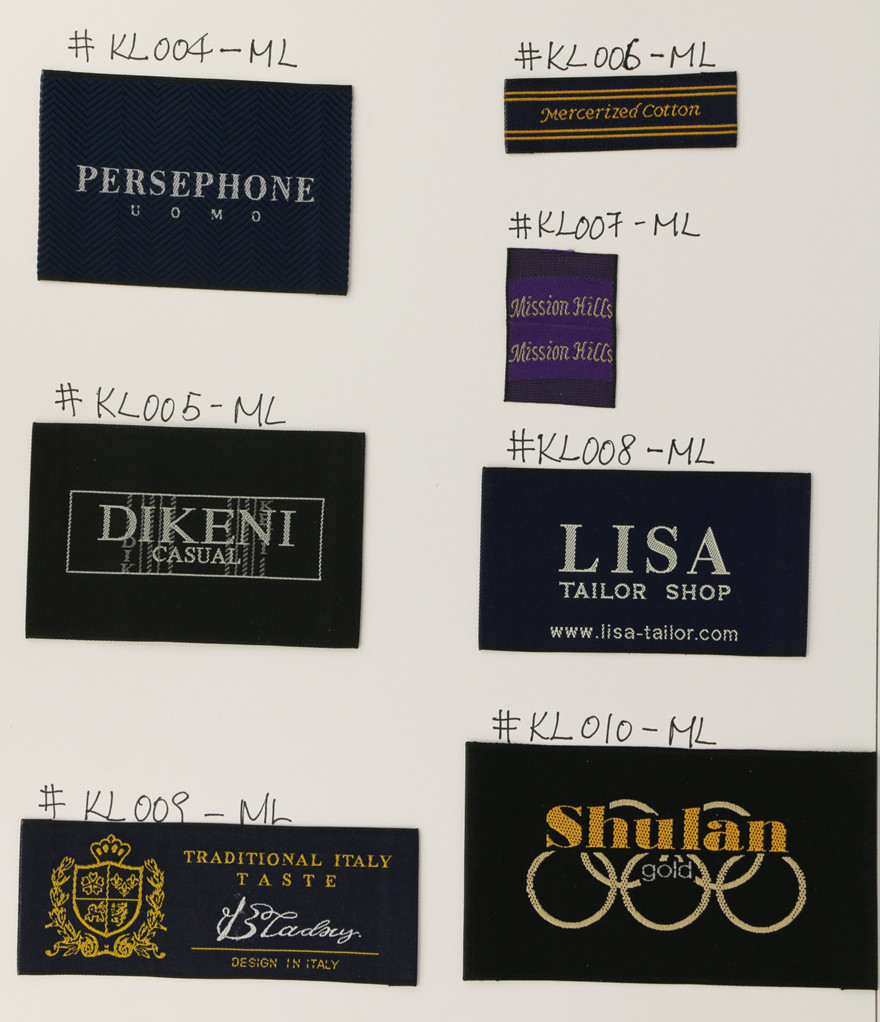 # KL004-ML
PERSEPHONE
UOMO
# KL005-ML
DIKENI
CASUAL
# KL009-ML
TRADITIONAL ITALY
TASTE
DESIGN IN ITALY
#KL006-ML
Mercerized Cotton
#KL007-ML
Mission Hills
Mission Hills
#KL008-ML
LISA
TAILOR SHOP
www.lisa-tailor.com
#KL010-ML
Shulan
gold